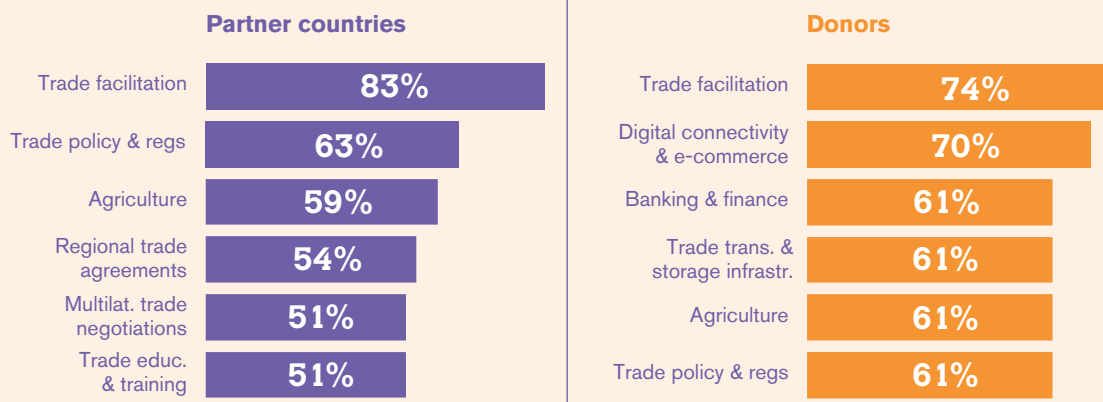 Partner countries
Trade facilitation
83%
Trade policy & regs
63%
Agriculture
59%
Regional trade
agreements
54%
Multilat. trade
negotiations
51%
Trade educ.
& training
51%
Donors
Trade facilitation
74%
Digital connectivity
& e-commerce
70%
Banking & finance
61%
Trade trans. &
storage infrastr.
61%
Agriculture
61%
Trade policy & regs
61%